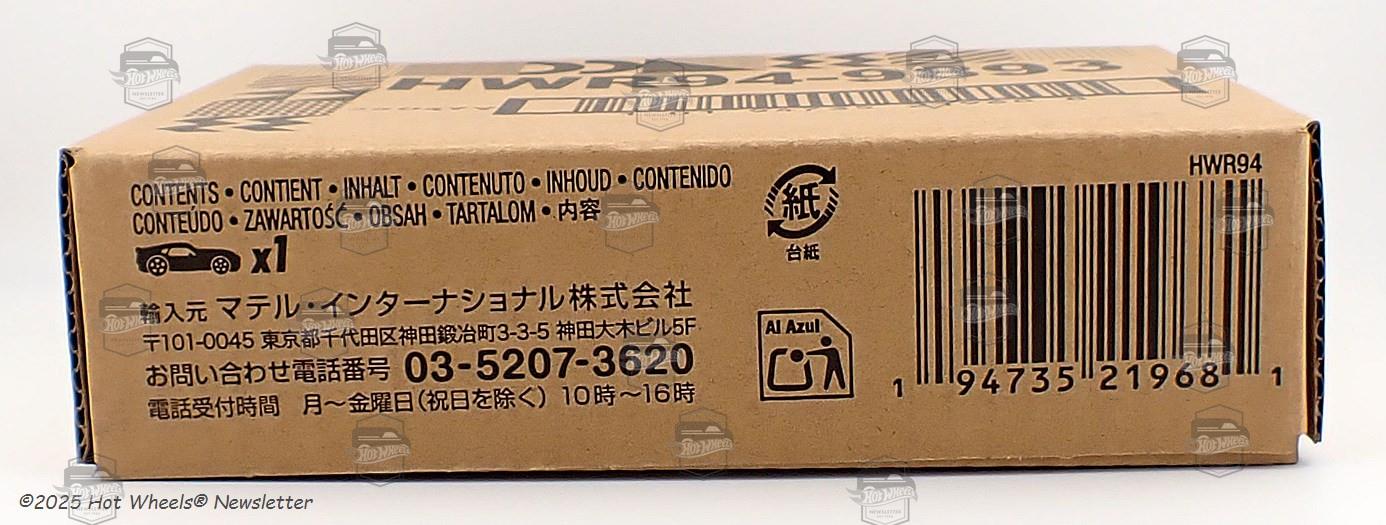 CONTENTS • CONTIENT • INHALT • CONTENUTO • INHOUD • CONTENIDO
CONTEÚDO • ZAWARTOŚĆ • OBSAH • TARTALOM • 内容
x1
輸入元 マテル・インターナショナル株式会社
〒101-0045 東京都千代田区神田鍛冶町3-3-5 神田大木ビル5F
お問い合わせ電話番号 03-5207-3620
電話受付時間 月〜金曜日(祝日を除く) 10時〜16時
紙
台紙
Al Azul
HWR94
1 94735 21968 1
©2025 Hot Wheels® Newsletter
HOT WHEELS
NEWSLETTER